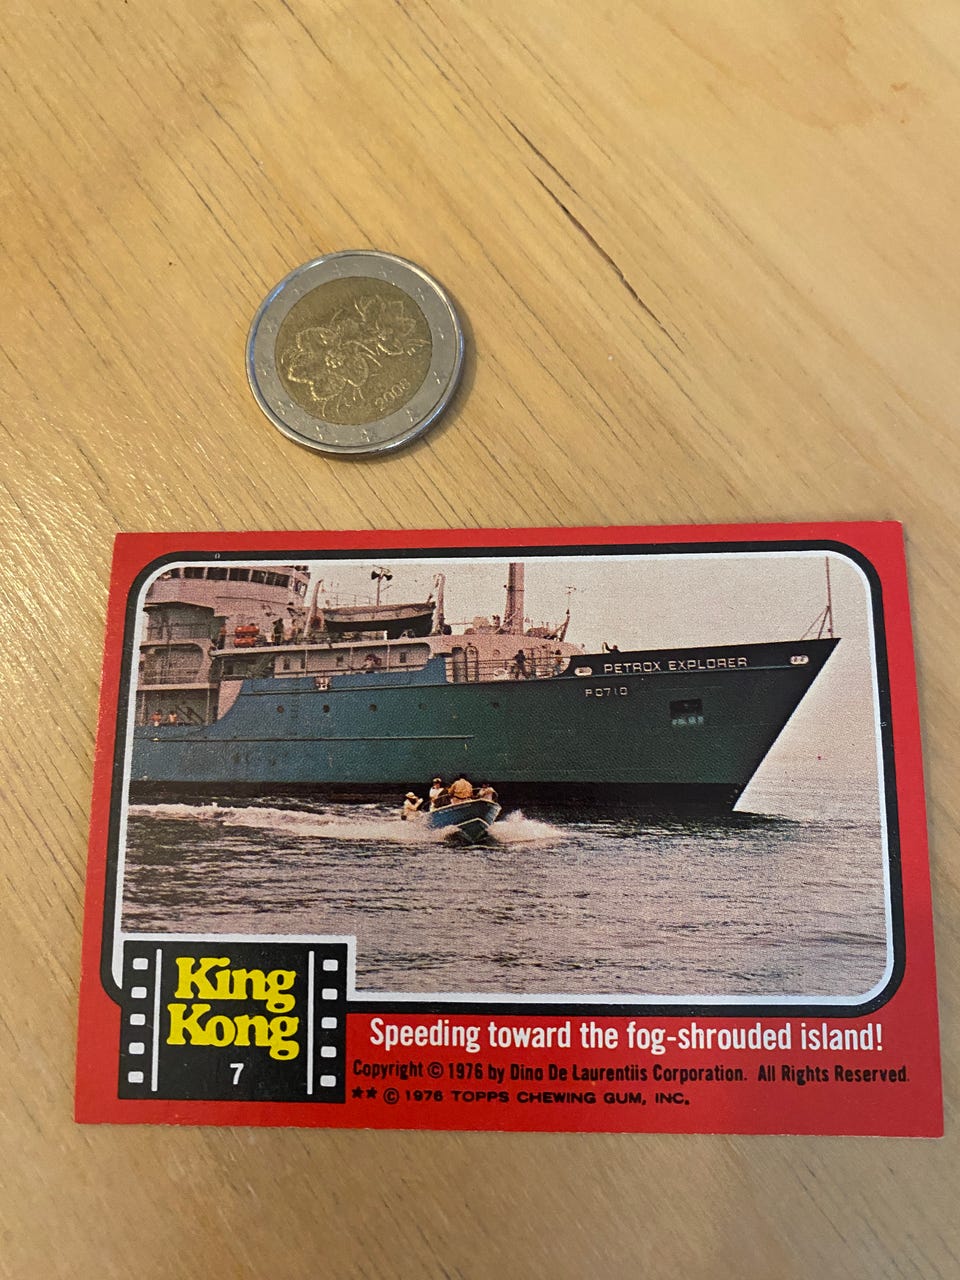 2008
PETROX EXPLORER
PO710
King
Kong
7
Speeding toward the fog-shrouded island!
Copyright © 1976 by Dino De Laurentiis Corporation. All Rights Reserved.
★★ © 1976 TOPPS CHEWING GUM, INC.